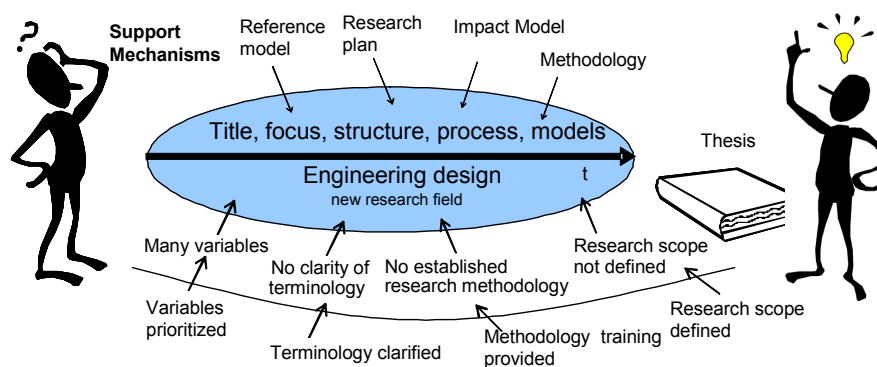 ?
Support
Mechanisms
Reference
model
Research
plan
Impact Model
Methodology
Title, focus, structure, process, models
Engineering design
t
new research field
Thesis
Many variables
No clarity of
terminology
No established
research methodology
Research scope
not defined
Variables
prioritized
Terminology clarified
Methodology training
provided
Research scope
defined